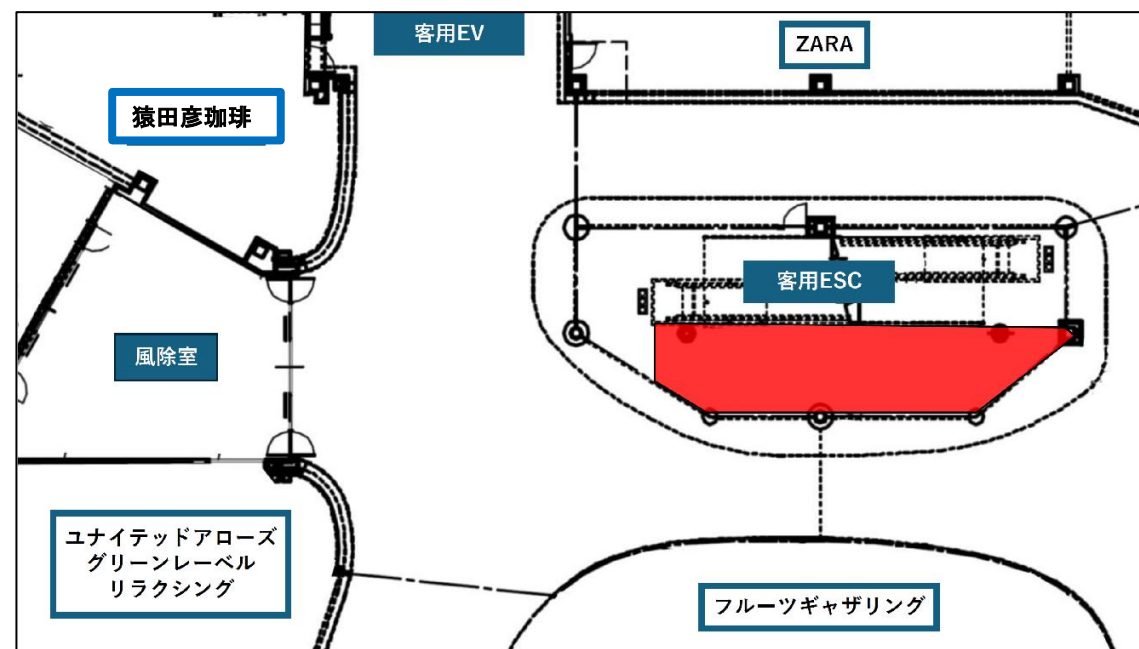 客用EV
ZARA
猿田彦珈琲
客用ESC
風除室
ユナイテッドアローズ
グリーンレーベル
リラクシング
フルーツギャザリング